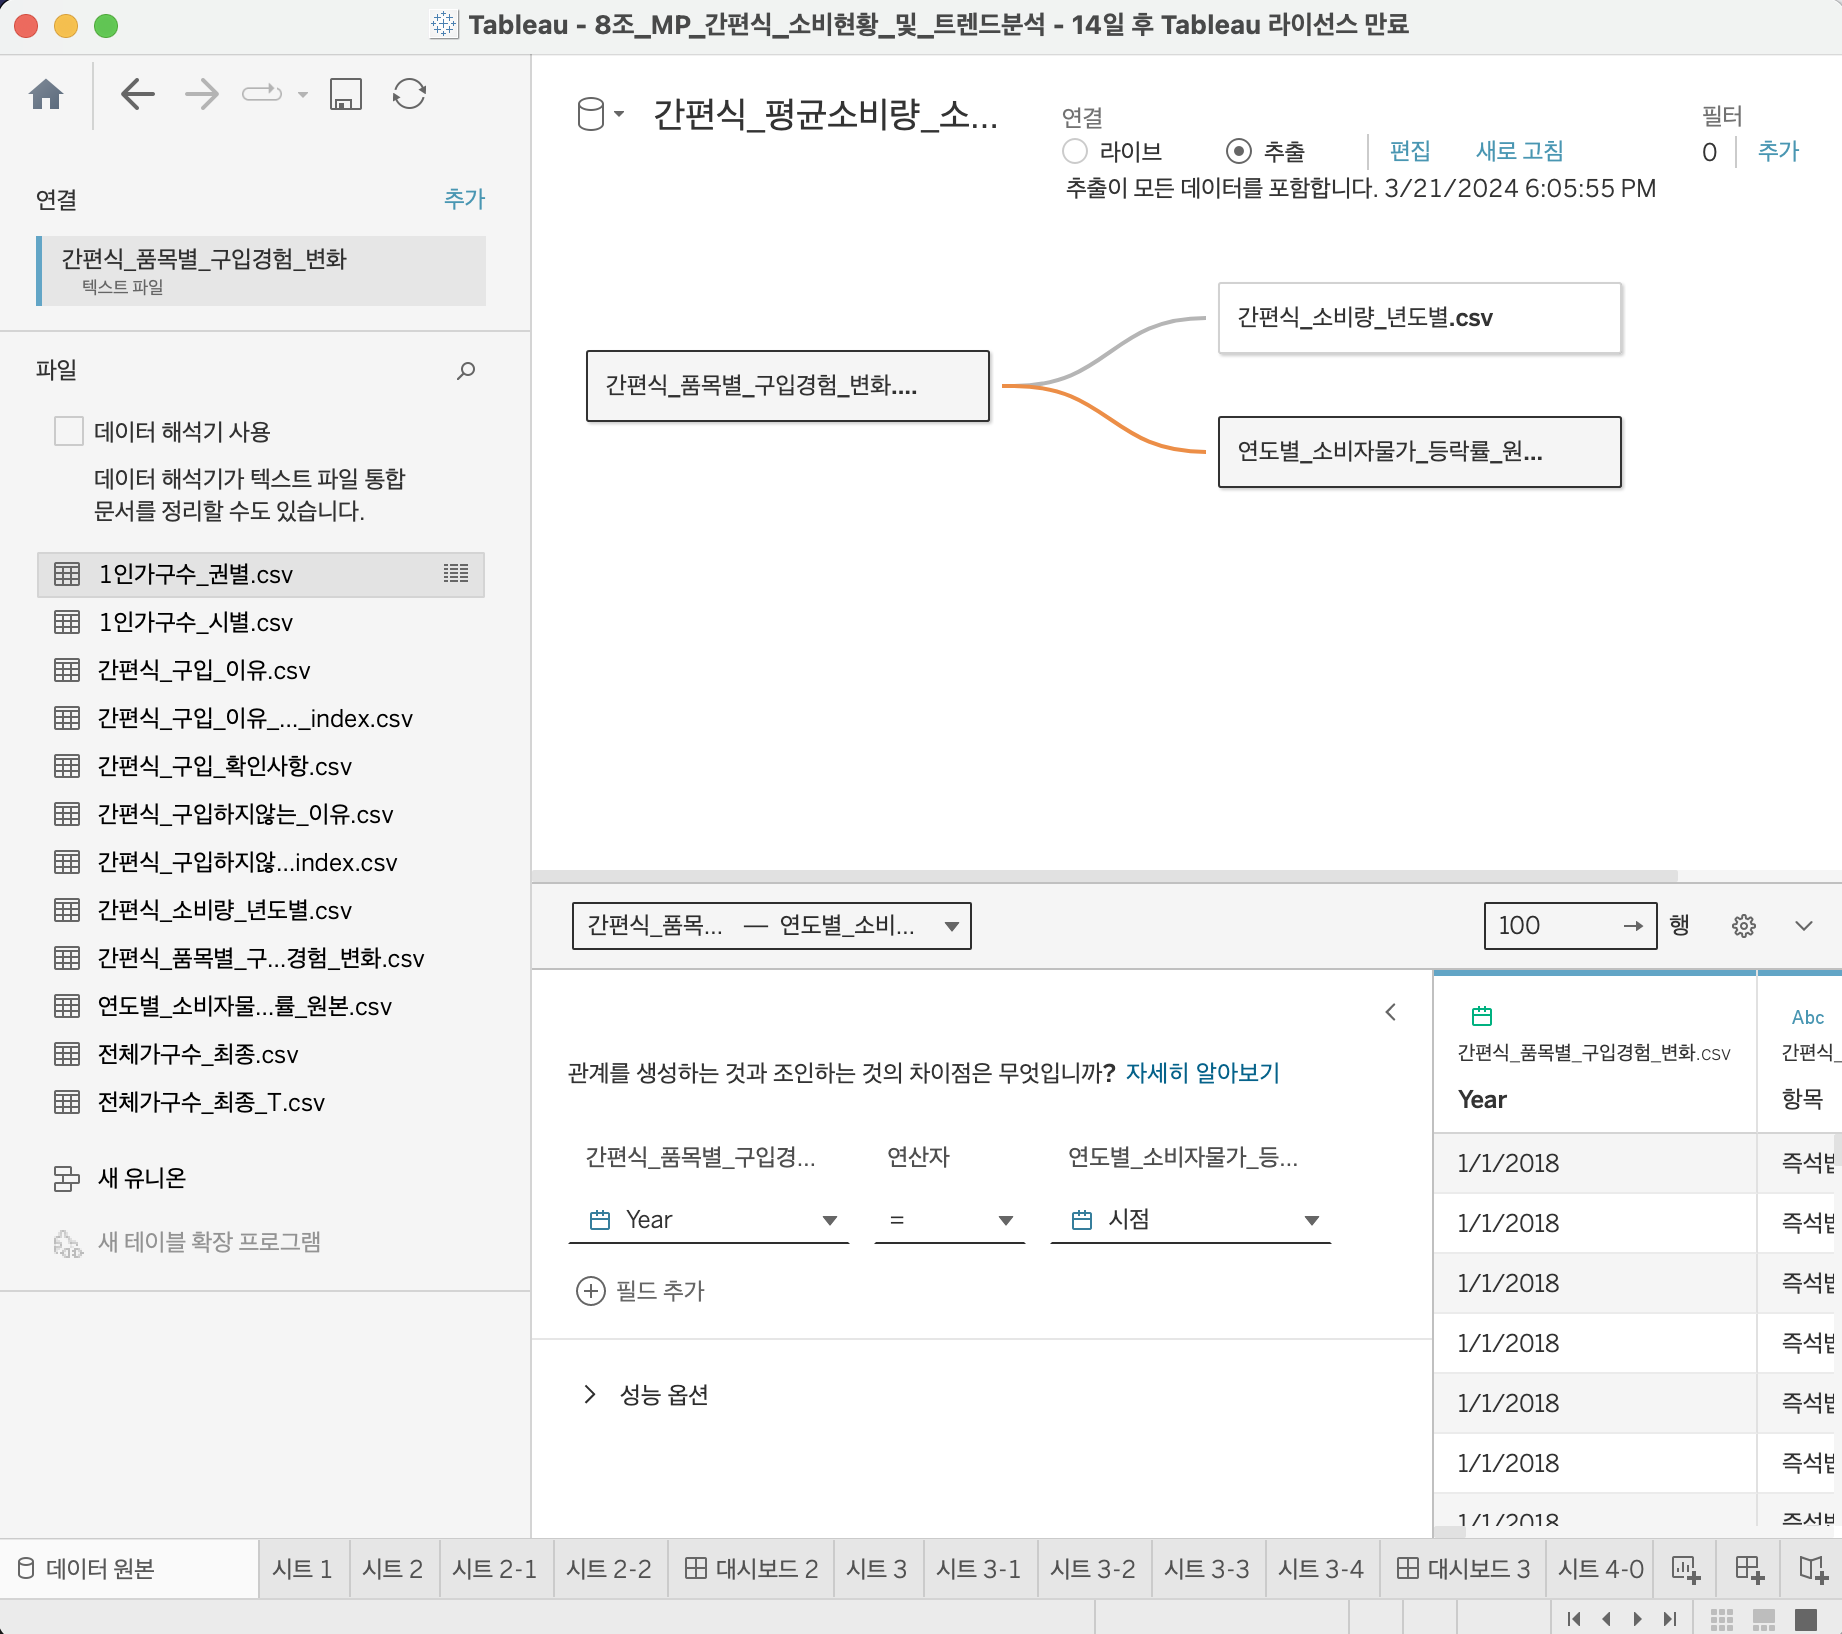 Tableau - 8조_MP_간편식_소비현황_및_트렌드분석 - 14일 후 Tableau 라이선스 만료
연결
추가
간편식_품목별_구입경험_변화
텍스트 파일
파일
데이터 해석기 사용
데이터 해석기가 텍스트 파일 통합
문서를 정리할 수도 있습니다.
1인가구수_권별.csv
1인가구수_시별.csv
간편식_구입_이유.csv
간편식_구입_이유_..._index.csv
간편식_구입_확인사항.csv
간편식_구입하지않는_이유.csv
간편식_구입하지않...index.csv
간편식_소비량_년도별.csv
간편식_품목별_구...경험_변화.csv
연도별_소비자물...률_원본.csv
전체가구수_최종.csv
전체가구수_최종_T.csv
새 유니온
새 테이블 확장 프로그램
간편식_평균소비량_소...
연결
라이브
추출
편집
새로 고침
필터
0
추가
추출이 모든 데이터를 포함합니다. 3/21/2024 6:05:55 PM
간편식_품목별_구입경험_변화....
간편식_소비량_년도별.csv
연도별_소비자물가_등락률_원...
간편식_품목... — 연도별_소비...
100
행
관계를 생성하는 것과 조인하는 것의 차이점은 무엇입니까? 자세히 알아보기
간편식_품목별_구입경...
연산자
연도별_소비자물가_등...
Year
=
시점
필드 추가
성능 옵션
Abc
간편식_품목별_구입경험_변화.csv
간편식_
Year
항목
1/1/2018
즉석
1/1/2018
즉석
1/1/2018
즉석
1/1/2018
즉석
1/1/2018
즉석
1/1/2018
즉석
1/1/2018
즉석
데이터 원본
시트 1
시트 2
시트 2-1
시트 2-2
대시보드 2
시트 3
시트 3-1
시트 3-2
시트 3-3
시트 3-4
대시보드 3
시트 4-0